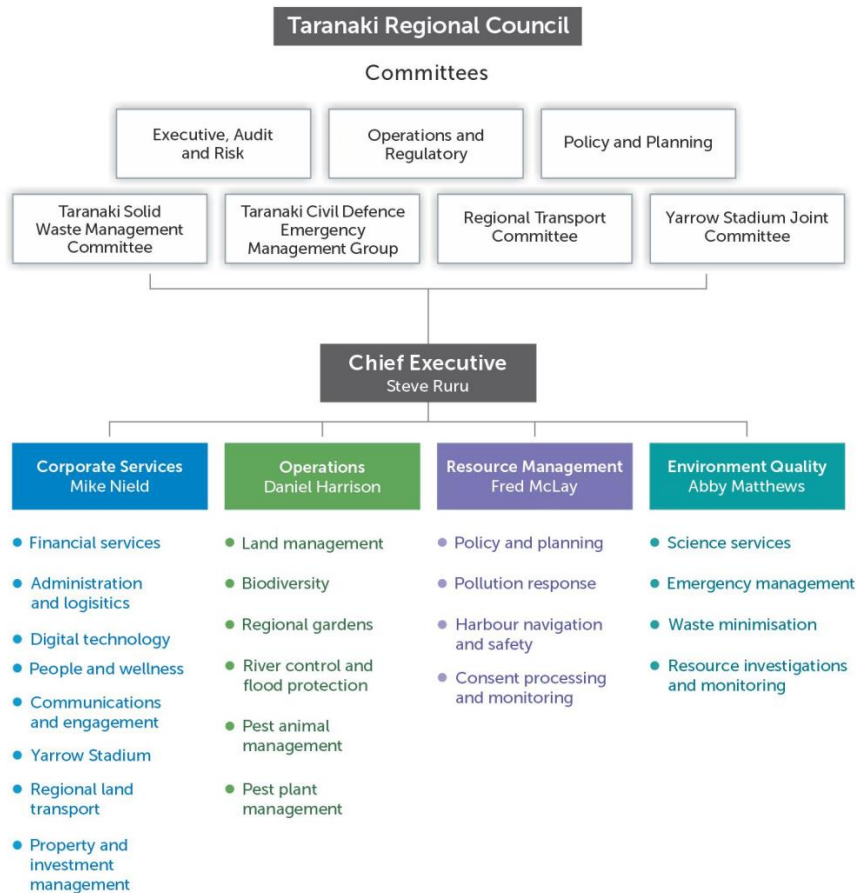 Taranaki Regional Council
Committees
Executive, Audit
and Risk
Operations and
Regulatory
Policy and Planning
Taranaki Solid
Waste Management
Committee
Taranaki Civil Defence
Emergency
Management Group
Regional Transport
Committee
Yarrow Stadium Joint
Committee
Chief Executive
Steve Ruru
Corporate Services
Mike Nield
Financial services
Administration
and logisitics
Digital technology
People and wellness
Communications
and engagement
Yarrow Stadium
Regional land
transport
Property and
investment
management
Operations
Daniel Harrison
Land management
Biodiversity
Regional gardens
River control and
flood protection
Pest animal
management
Pest plant
management
Resource Management
Fred McLay
Policy and planning
Pollution response
Harbour navigation
and safety
Consent processing
and monitoring
Environment Quality
Abby Matthews
Science services
Emergency management
Waste minimisation
Resource investigations
and monitoring